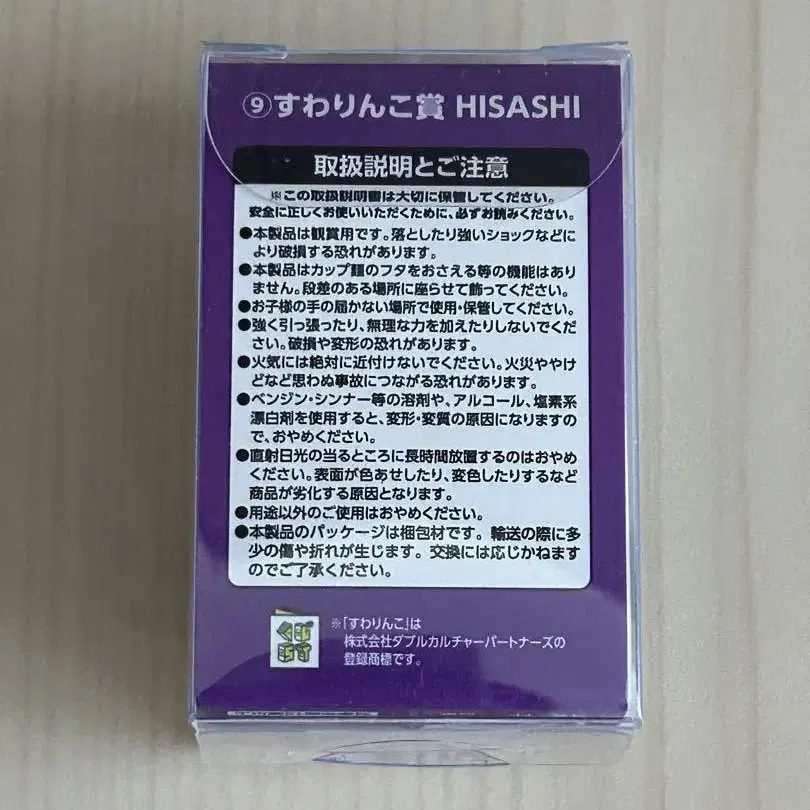 ⑨すわりんこ賞 HISASHI
取扱説明とご注意
※この取扱説明書は大切に保管してください。
安全に正しくお使いいただくために、必ずお読みください。
●本製品は観賞用です。落としたり強いショックなどに
より破損する恐れがあります。
●本製品はカップ麺のフタをおさえる等の機能はあり
ません。段差のある場所に座らせて飾ってください。
●お子様の手の届かない場所で使用・保管してください。
●強く引っ張ったり、無理な力を加えたりしないでくだ
さい。破損や変形の恐れがあります。
●火気には絶対に近付けないでください。火災ややけ
どなど思わぬ事故につながる恐れがあります。
●ベンジン・シンナー等の溶剤や、アルコール、塩素系
漂白剤を使用すると、変形・変質の原因になりますの
で、おやめください。
●直射日光の当るところに長時間放置するのはおやめ
ください。表面が色あせしたり、変色したりするなど
商品が劣化する原因となります。
●用途以外のご使用はおやめください。
●本製品のパッケージは梱包材です。輸送の際に多
少の傷や折れが生じます。交換には応じかねます
のでご了承ください。
※「すわりんこ」は
株式会社ダブルカルチャーパートナーズの
登録商標です。